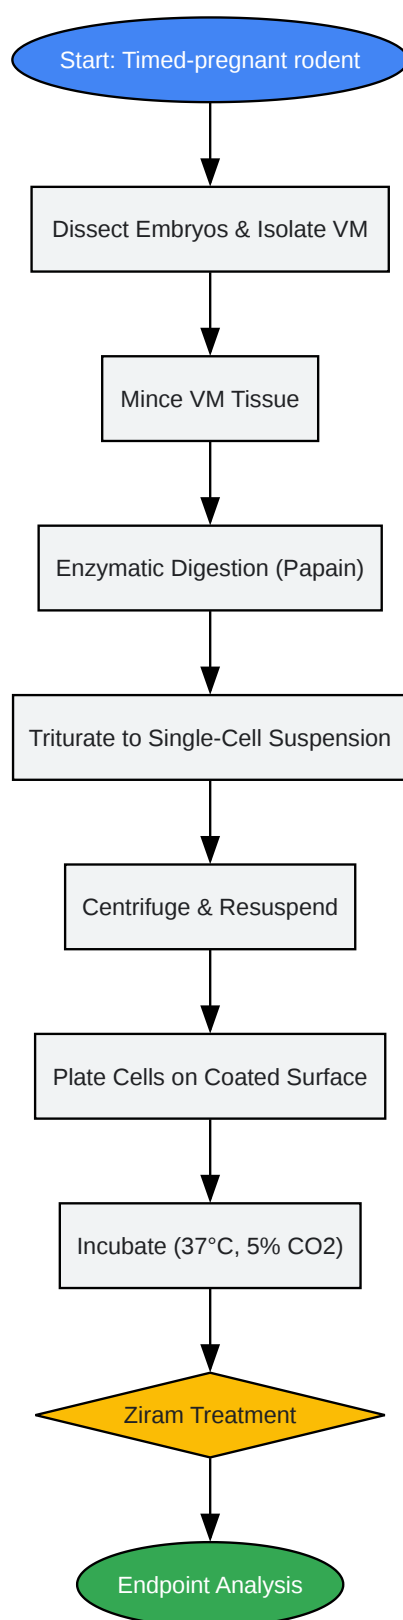 Start: Timed-pregnant rodent
Dissect Embryos & Isolate VM
Mince VM Tissue
Enzymatic Digestion (Papain)
Triturate to Single-Cell Suspension
Centrifuge & Resuspend
Plate Cells on Coated Surface
Incubate (37°C, 5% CO2)
Ziram Treatment
Endpoint Analysis